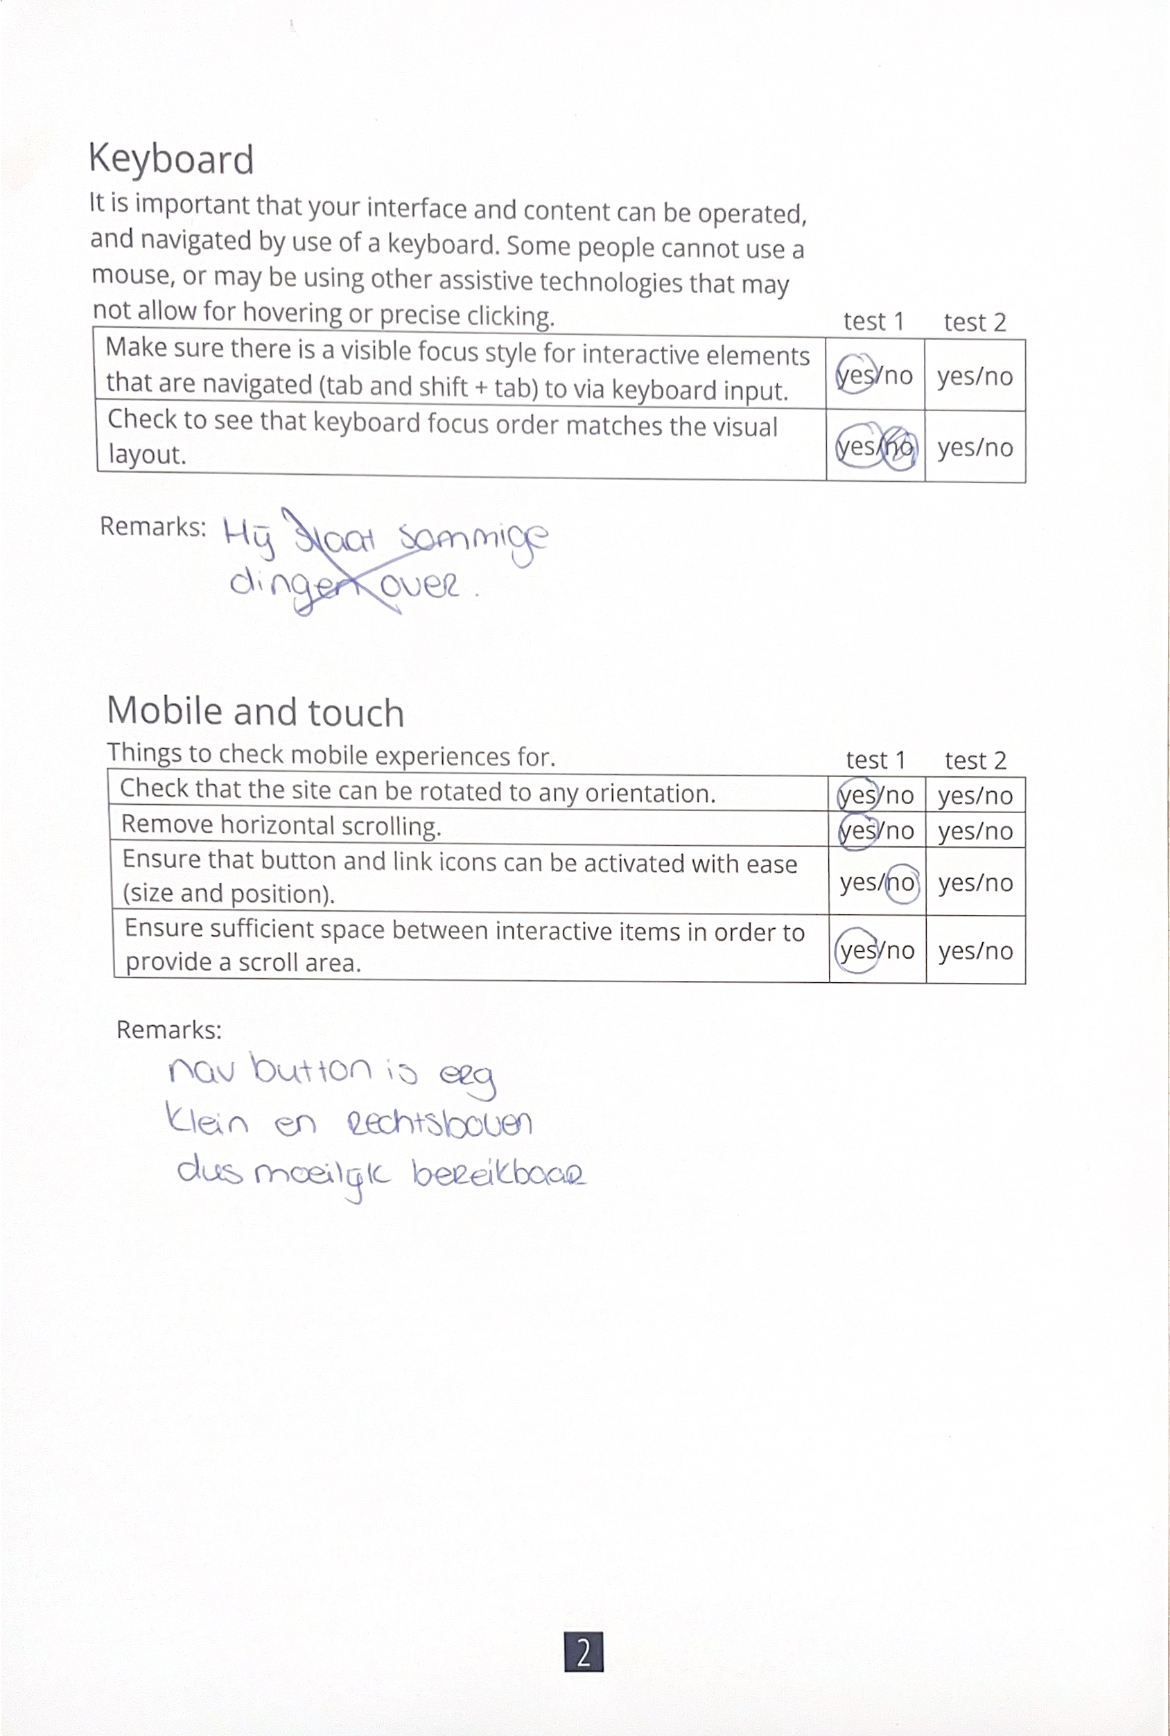 Keyboard
It is important that your interface and content can be operated,
and navigated by use of a keyboard. Some people cannot use a
mouse, or may be using other assistive technologies that may
not allow for hovering or precise clicking. test 1 test 2
Make sure there is a visible focus style for interactive elements
that are navigated (tab and shift + tab) to via keyboard input. yes/no yes/no
Check to see that keyboard focus order matches the visual
layout. yes/no yes/no
Remarks: Hij slaat sommige
dingen over.
Mobile and touch
Things to check mobile experiences for. test 1 test 2
Check that the site can be rotated to any orientation. yes/no yes/no
Remove horizontal scrolling. yes/no yes/no
Ensure that button and link icons can be activated with ease
(size and position). yes/no yes/no
Ensure sufficient space between interactive items in order to
provide a scroll area. yes/no yes/no
Remarks:
nav button is erg
klein en rechtsboven
dus moeilijk bereikbaar
2